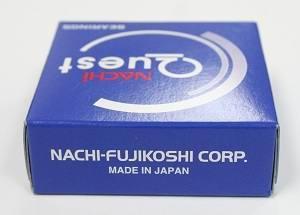 BEARINGS
Quest
NACHI
NACHI-FUJIKOSHI CORP.
MADE IN JAPAN